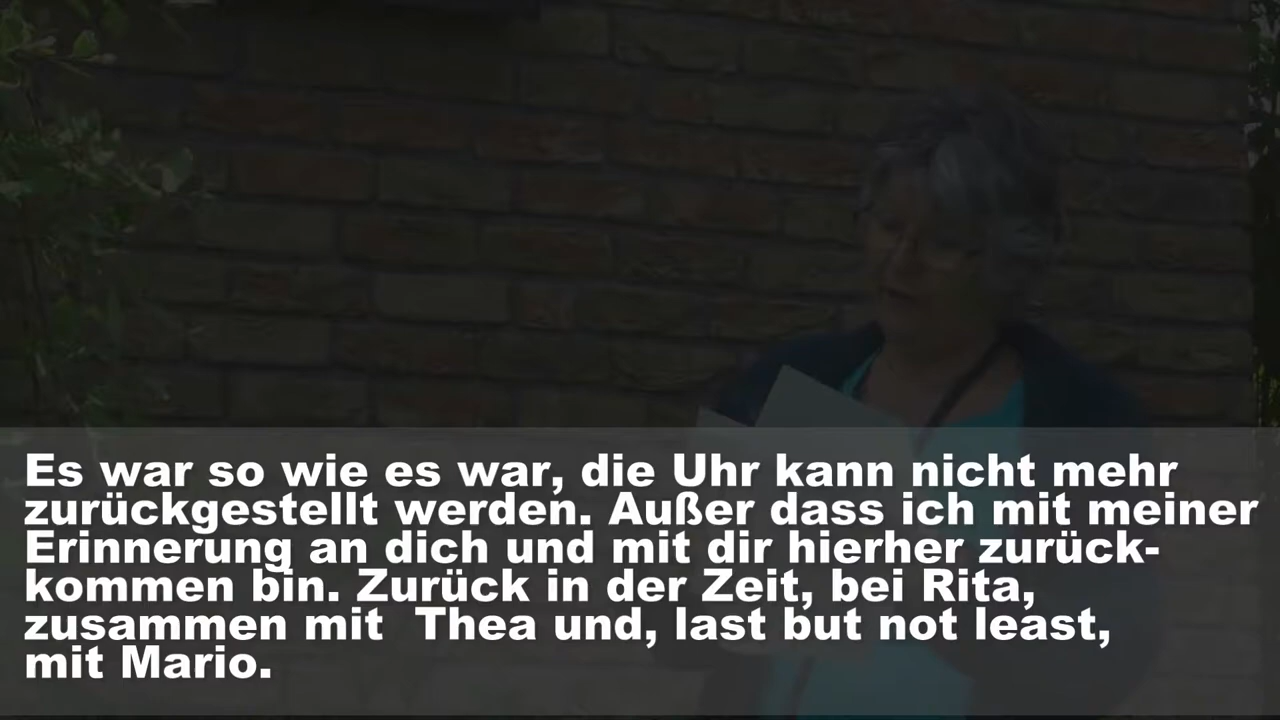 Es war so wie es war, die Uhr kann nicht mehr
zurückgestellt werden. Außer dass ich mit meiner
Erinnerung an dich und mit dir hierher zurück-
kommen bin. Zurück in der Zeit, bei Rita,
zusammen mit  Thea und, last but not least,
mit Mario.